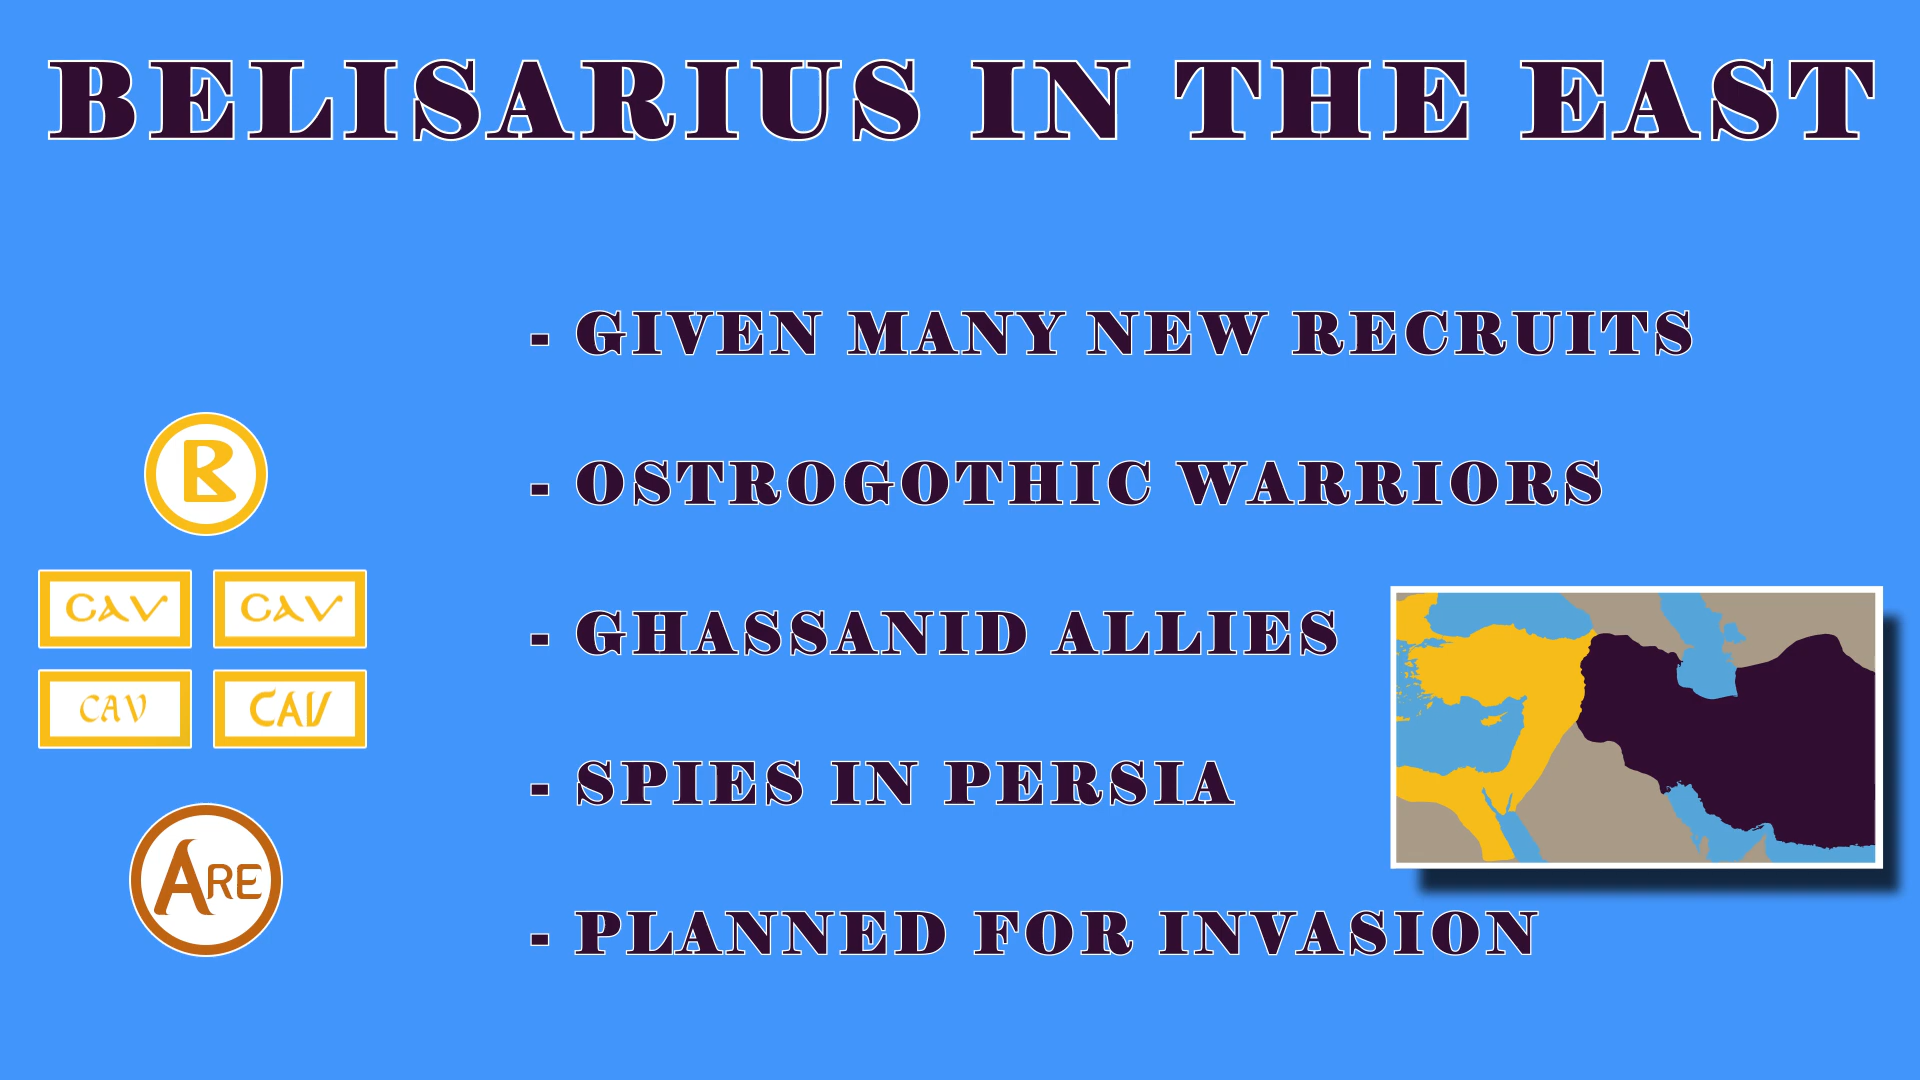 BELISARIUS IN THE EAST
- GIVEN MANY NEW RECRUITS
- OSTROGOTHIC WARRIORS
- GHASSANID ALLIES
- SPIES IN PERSIA
- PLANNED FOR INVASION
R
CAV CAV
CAV CAV
ARE